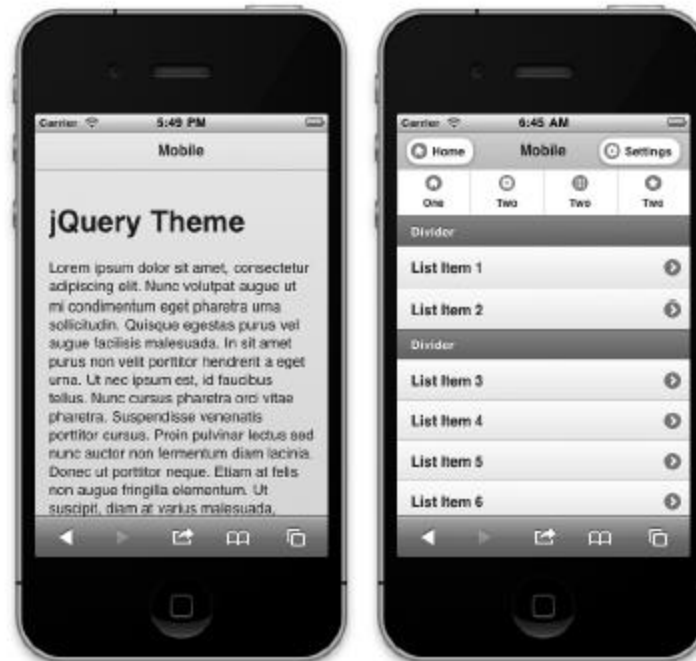 Carrier
5:49 PM
Mobile
jQuery Theme
Lorem ipsum dolor sit amet, consectetur
adipiscing elit. Nunc volutpat augue ut
mi condimentum eget pharetra urna
sollicitudin. Quisque egestas purus vel
augue facilisis malesuada. In sit amet
purus non velit porttitor hendrerit a eget
urna. Ut nec ipsum est, id faucibus
tellus. Nunc cursus pharetra orci vitae
pharetra. Suspendisse venenatis
porttitor cursus. Proin pulvinar lectus sed
nunc auctor non fermentum diam lacinia.
Donec ut porttitor neque. Etiam at felis
non augue fringilla elementum. Ut
suscipit, diam at varius malesuada,
Carrier
6:45 AM
Home
Mobile
Settings
One
Two
Two
Two
Divider
List Item 1
List Item 2
Divider
List Item 3
List Item 4
List Item 5
List Item 6